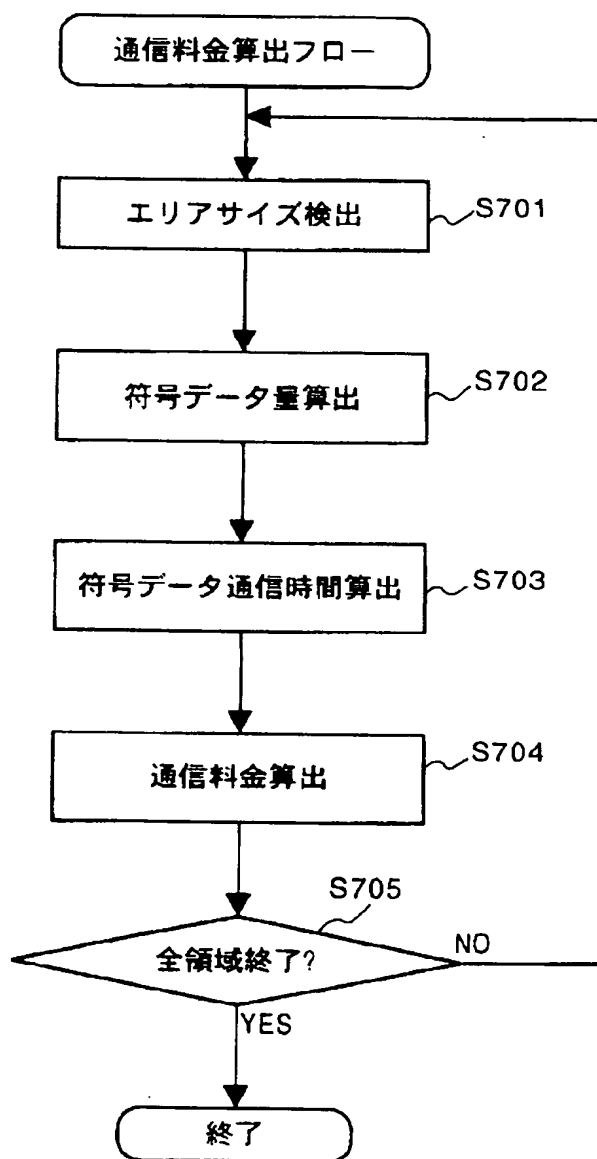 通信料金算出フロー
エリアサイズ検出
S701
符号データ量算出
S702
符号データ通信時間算出
S703
通信料金算出
S704
S705
全領域終了?
NO
YES
終了